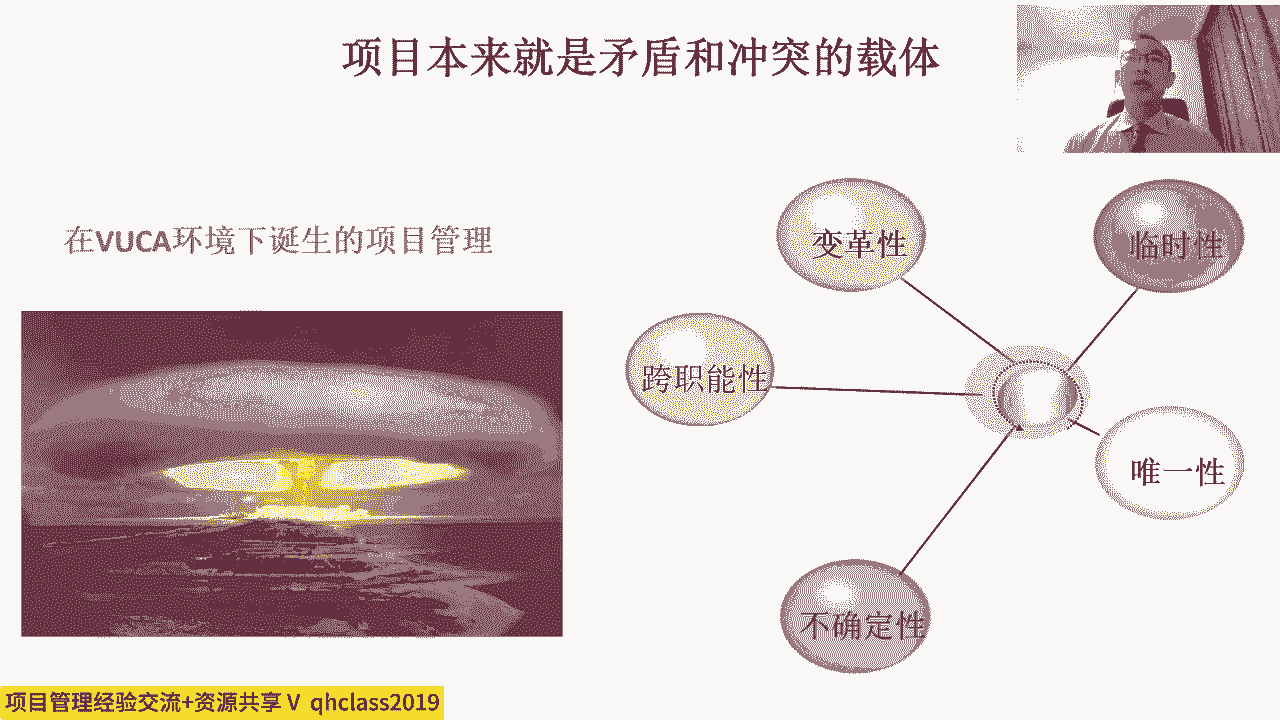 项目本来就是矛盾和冲突的载体
在VUCA环境下诞生的项目管理
变革性
临时性
跨职能性
唯一性
不确定性
项目管理经验交流+资源共享 V qhclass2019